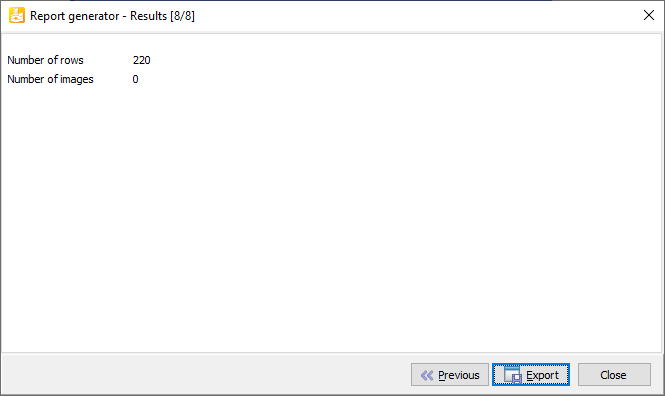 Report generator - Results [8/8]
Number of rows 220
Number of images 0
Previous Export Close